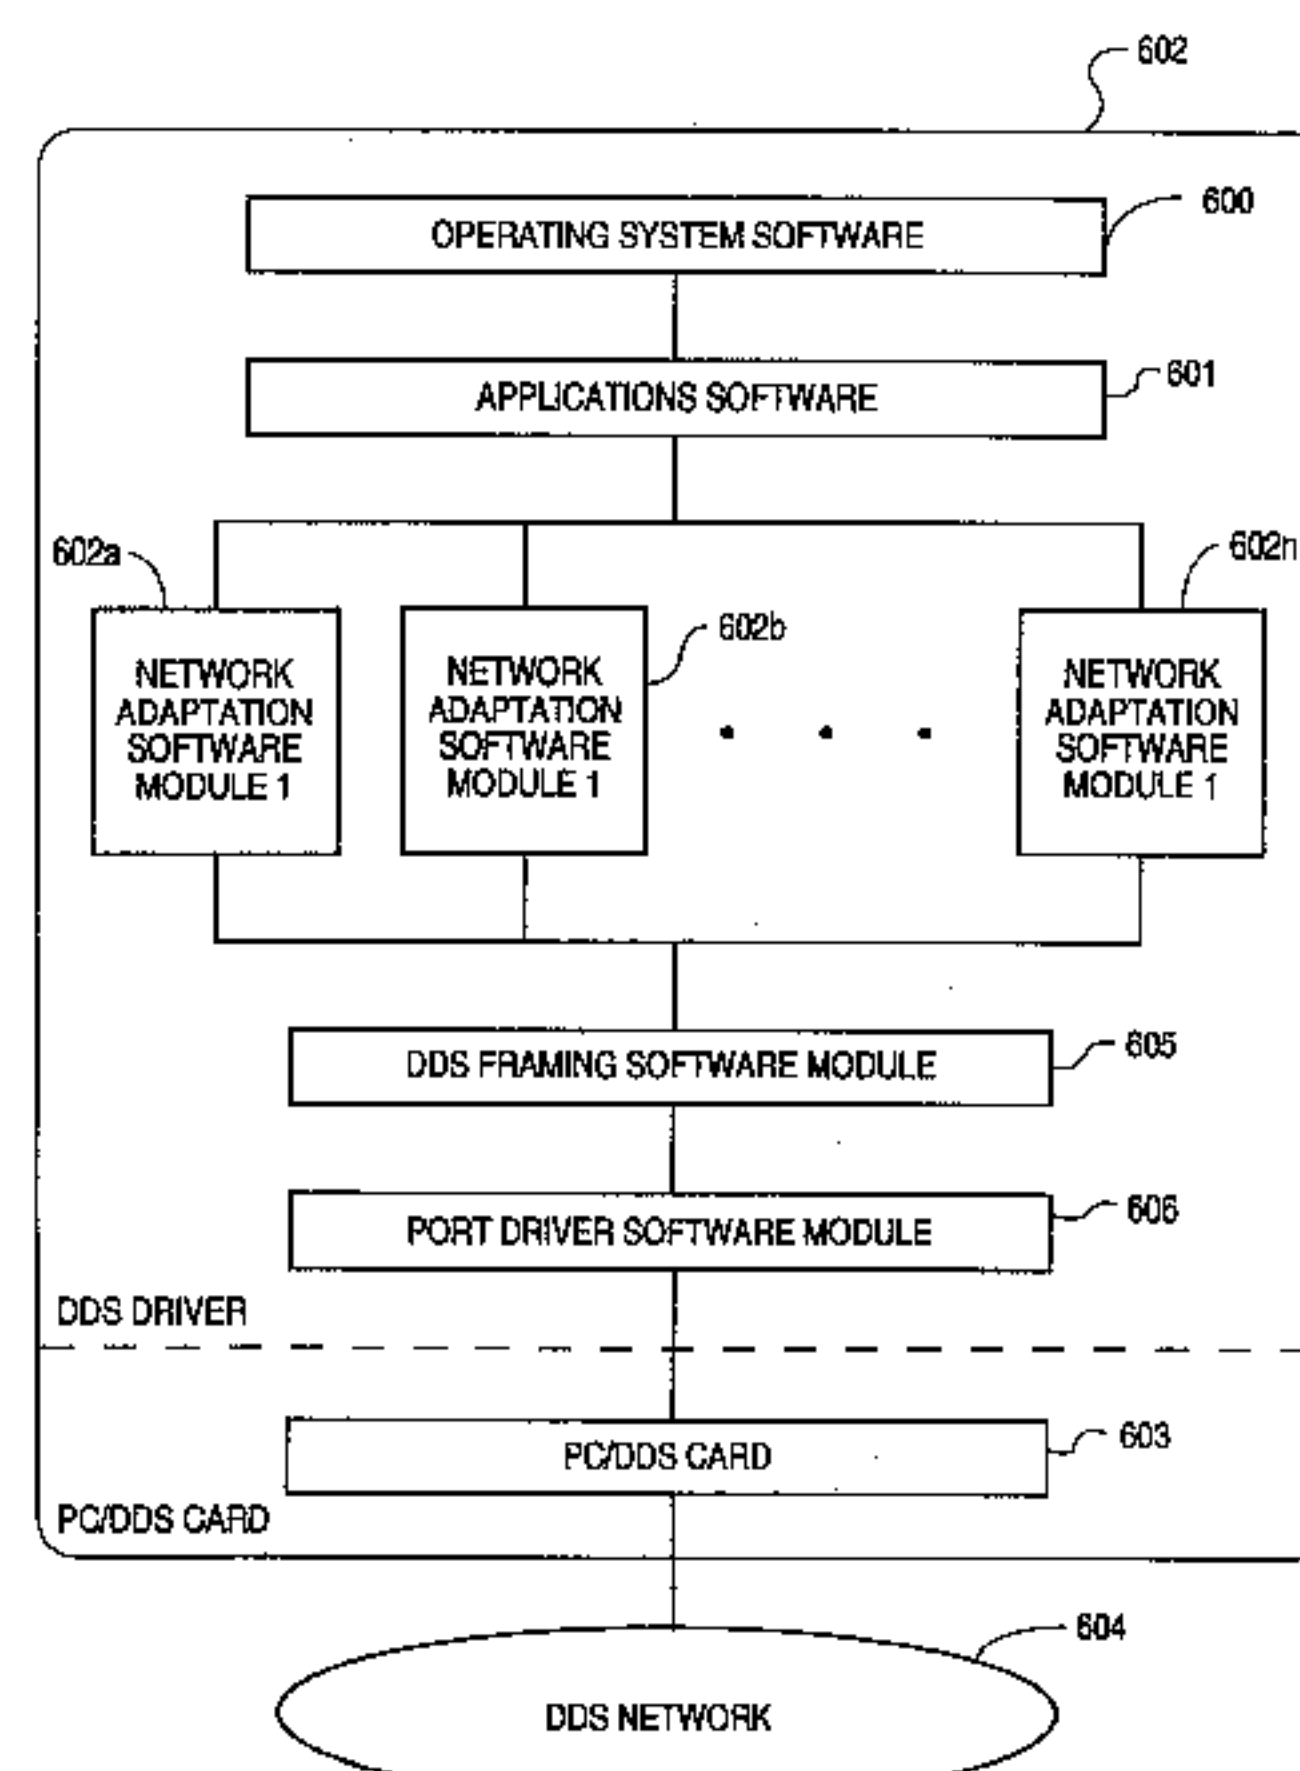 602
OPERATING SYSTEM SOFTWARE
600
APPLICATIONS SOFTWARE
601
602a
602b
602n
NETWORK
ADAPTATION
SOFTWARE
MODULE 1
NETWORK
ADAPTATION
SOFTWARE
MODULE 1
NETWORK
ADAPTATION
SOFTWARE
MODULE 1
DDS FRAMING SOFTWARE MODULE
605
PORT DRIVER SOFTWARE MODULE
606
DDS DRIVER
PC/DDS CARD
603
PC/DDS CARD
604
DDS NETWORK